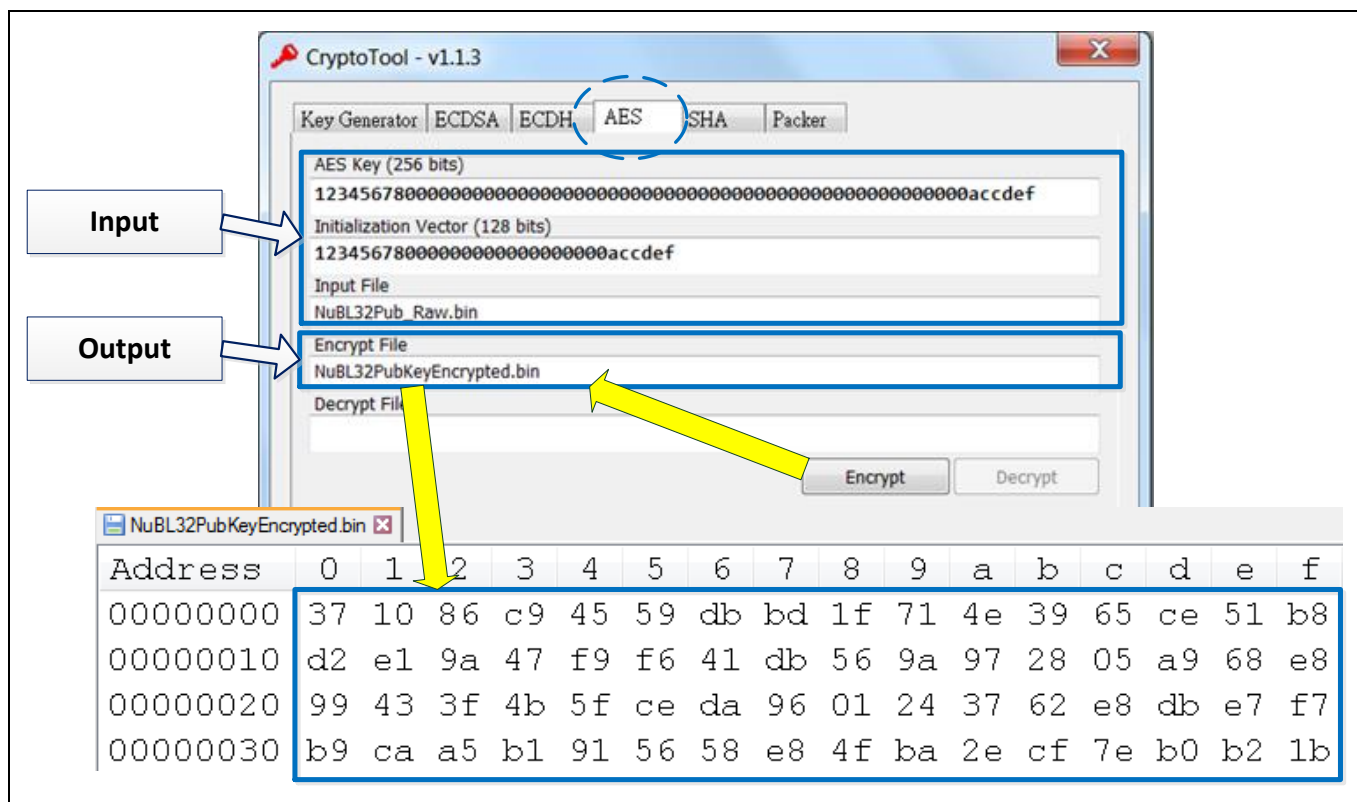 CryptoTool - v1.1.3
Key Generator ECDSA ECDH AES SHA Packer
AES Key (256 bits)
1234567800000000000000000000000000000000000000000000000000accdef
Input
Initialization Vector (128 bits)
12345678000000000000000000accdef
Input File
NuBL32Pub_Raw.bin
Output
Encrypt File
NuBL32PubKeyEncrypted.bin
Decrypt File
Encrypt Decrypt
NuBL32PubKeyEncrypted.bin
Address 0 1 2 3 4 5 6 7 8 9 a b c d e f
00000000 37 10 86 c9 45 59 db bd 1f 71 4e 39 65 ce 51 b8
00000010 d2 e1 9a 47 f9 f6 41 db 56 9a 97 28 05 a9 68 e8
00000020 99 43 3f 4b 5f ce da 96 01 24 37 62 e8 db e7 f7
00000030 b9 ca a5 b1 91 56 58 e8 4f ba 2e cf 7e b0 b2 1b